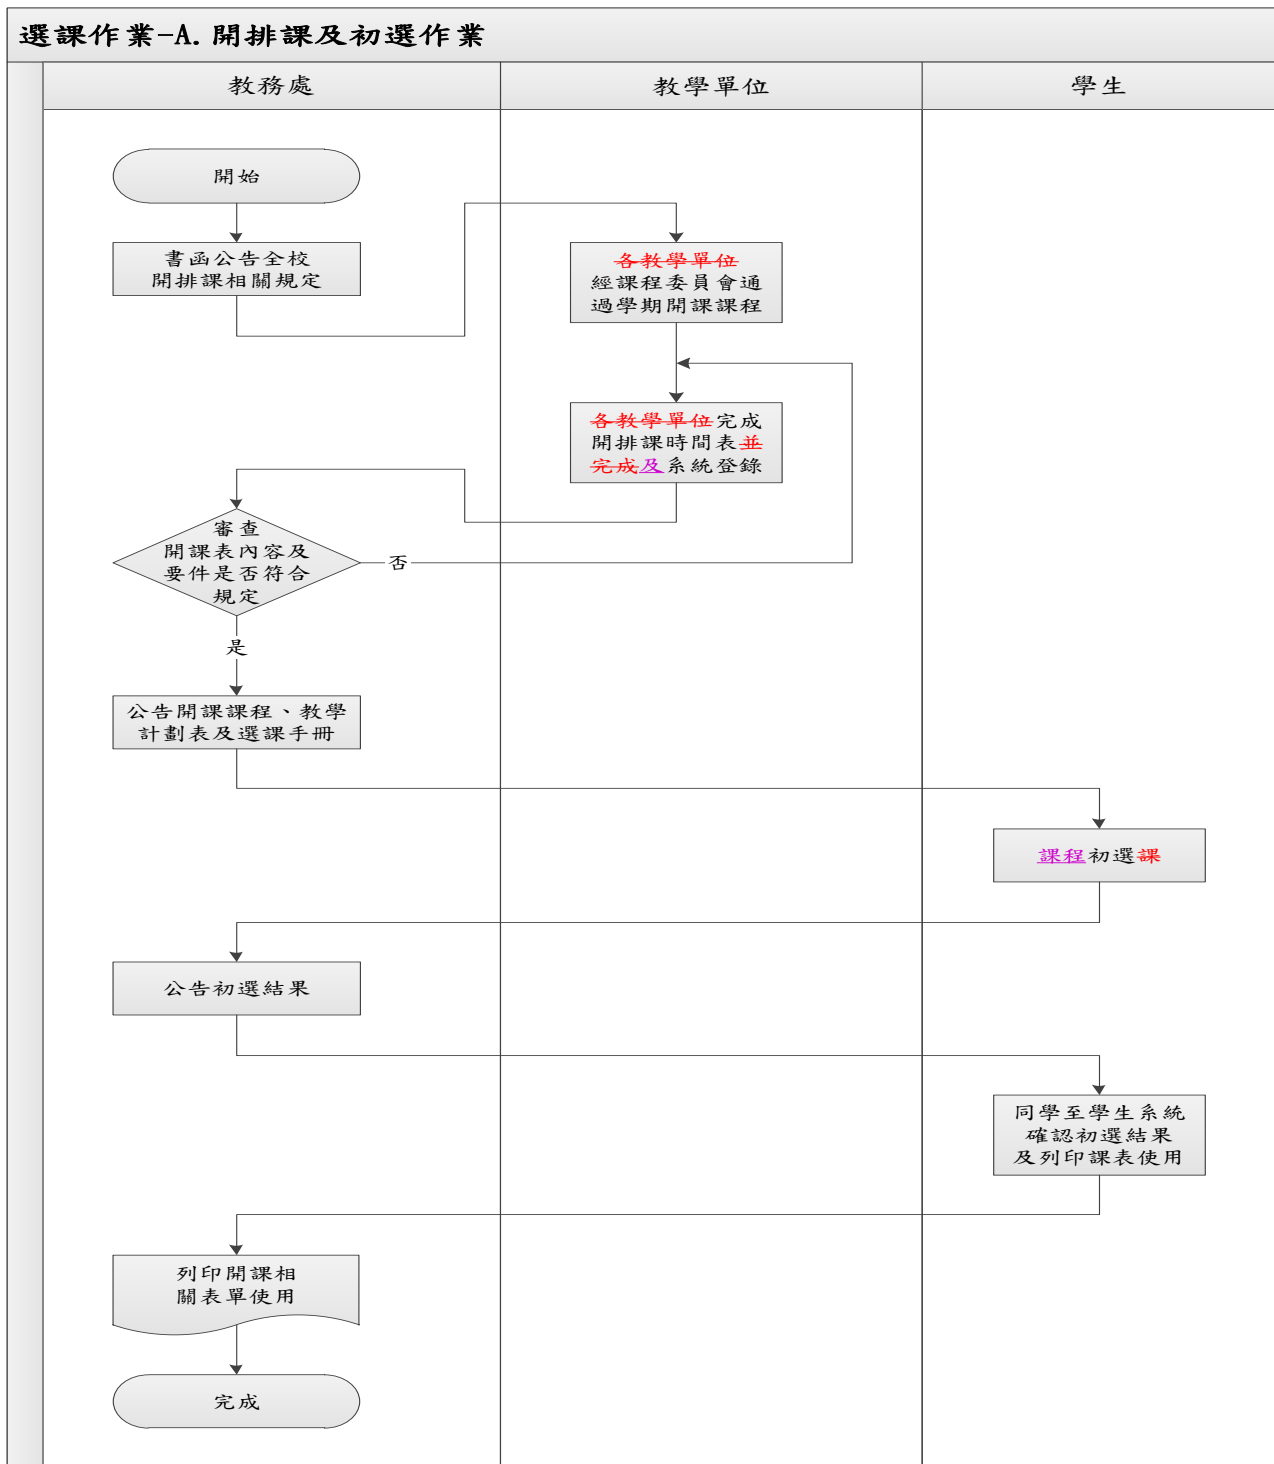 選課作業-A.開排課及初選作業
教務處
教學單位
學生
開始
書函公告全校
開排課相關規定
各教學單位
經課程委員會通
過學期開課課程
各教學單位完成
開排課時間表並
完成及系統登錄
審查
開課表內容及
要件是否符合
規定
否
是
公告開課課程、教學
計劃表及選課手冊
課程初選課
公告初選結果
同學至學生系統
確認初選結果
及列印課表使用
列印開課相
關表單使用
完成